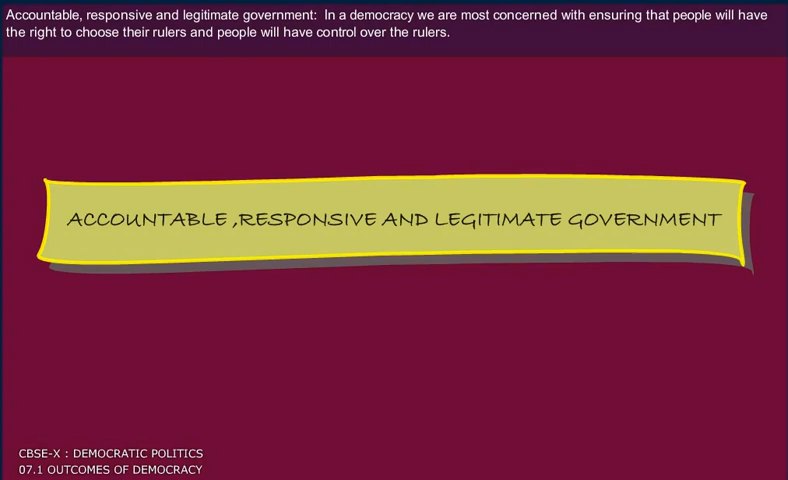 Accountable, responsive and legitimate government:  In a democracy we are most concerned with ensuring that people will have
the right to choose their rulers and people will have control over the rulers.
ACCOUNTABLE ,RESPONSIVE AND LEGITIMATE GOVERNMENT
CBSE-X : DEMOCRATIC POLITICS
07.1 OUTCOMES OF DEMOCRACY